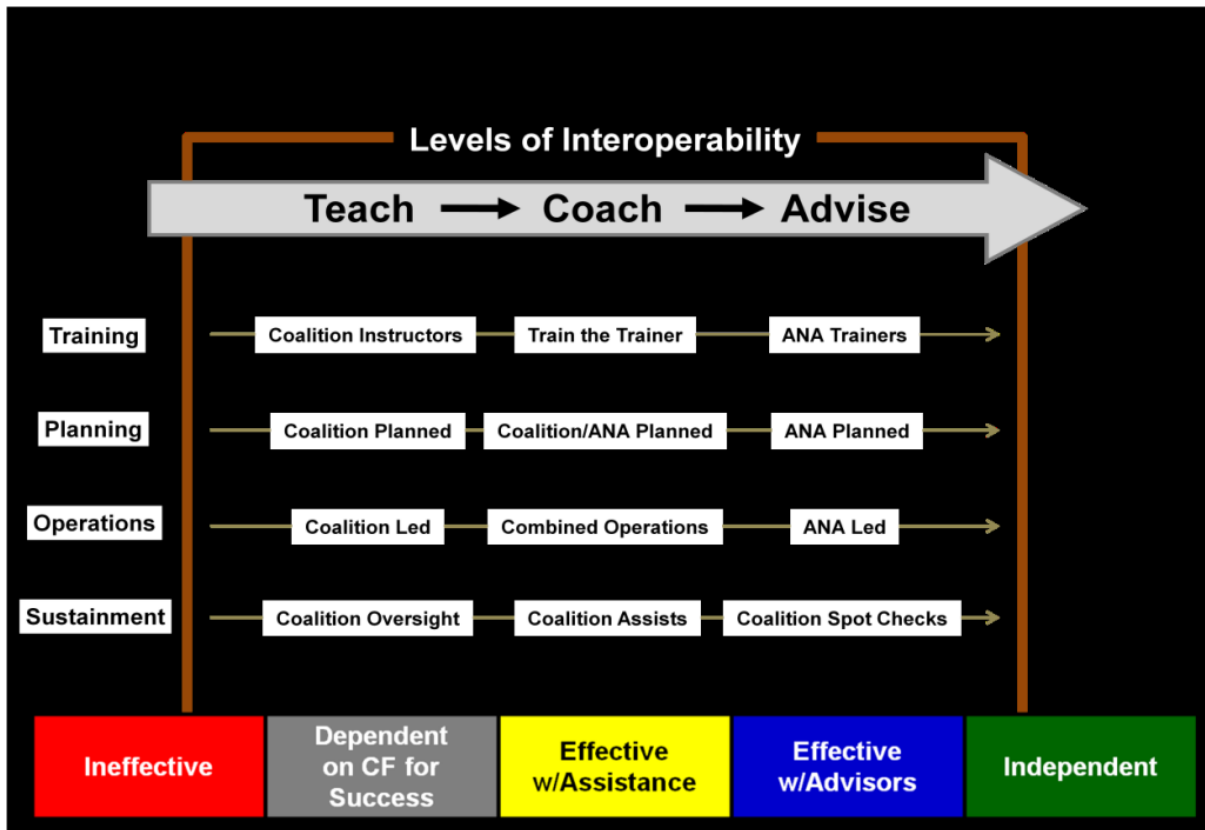 Levels of Interoperability
Teach Coach Advise
Training Coalition Instructors Train the Trainer ANA Trainers
Planning Coalition Planned Coalition/ANA Planned ANA Planned
Operations Coalition Led Combined Operations ANA Led
Sustainment Coalition Oversight Coalition Assists Coalition Spot Checks
Ineffective
Dependent
on CF for
Success
Effective
w/Assistance
Effective
w/Advisors
Independent